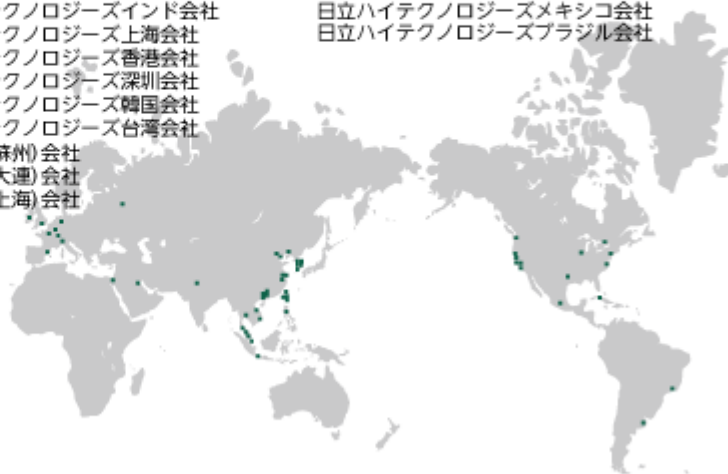 クノロジーズインド会社
クノロジーズ上海会社
クノロジーズ香港会社
クノロジーズ深圳会社
クノロジーズ韓国会社
クノロジーズ台湾会社
蘇州)会社
大連)会社
上海)会社
日立ハイテクノロジーズメキシコ会社
日立ハイテクノロジーズブラジル会社